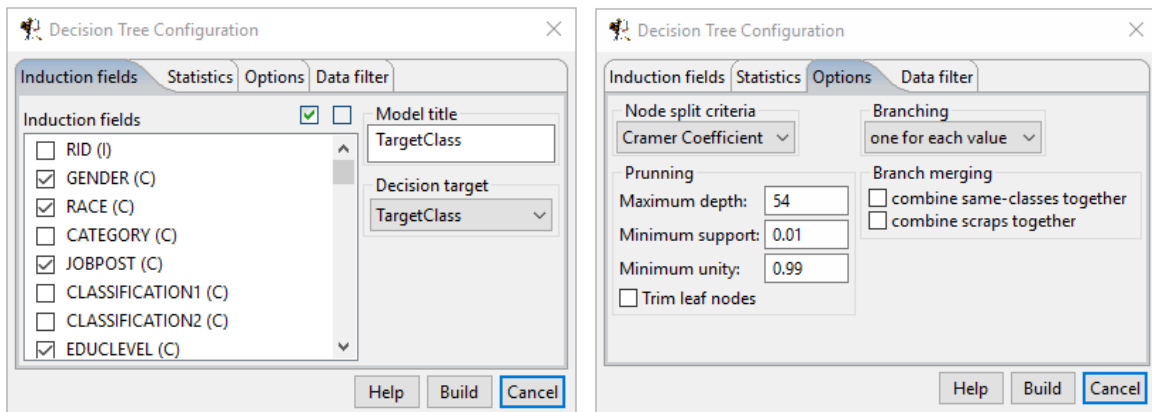 Decision Tree Configuration
Induction fields Statistics Options Data filter
Induction fields
RID (I)
GENDER (C)
RACE (C)
CATEGORY (C)
JOBPOST (C)
CLASSIFICATION1 (C)
CLASSIFICATION2 (C)
EDUCLEVEL (C)
Model title
TargetClass
Decision target
TargetClass
Help Build Cancel
Decision Tree Configuration
Induction fields Statistics Options Data filter
Node split criteria
Cramer Coefficient
Branching
one for each value
Prunning
Maximum depth: 54
Minimum support: 0.01
Minimum unity: 0.99
Trim leaf nodes
Branch merging
combine same-classes together
combine scraps together
Help Build Cancel